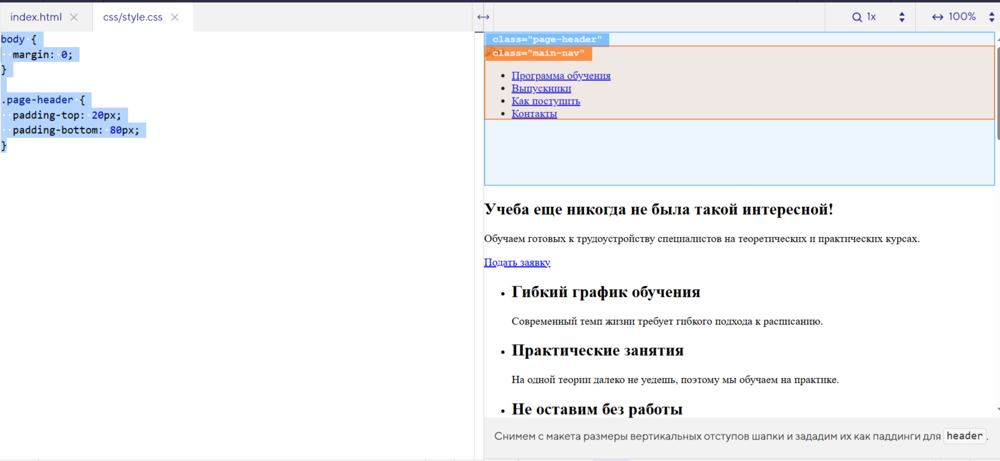 index.html
css/style.css
1x
100%
body {
margin: 0;
}
.page-header {
padding-top: 20px;
padding-bottom: 80px;
}
class="page-header"
class="main-nav"
Программа обучения
Выпускники
Как поступить
Контакты
Учеба еще никогда не была такой интересной!
Обучаем готовых к трудоустройству специалистов на теоретических и практических курсах.
Подать заявку
Гибкий график обучения
Современный темп жизни требует гибкого подхода к расписанию.
Практические занятия
На одной теории далеко не уедешь, поэтому мы обучаем на практике.
Не оставим без работы
Снимем с макета размеры вертикальных отступов шапки и зададим их как паддинги для header.